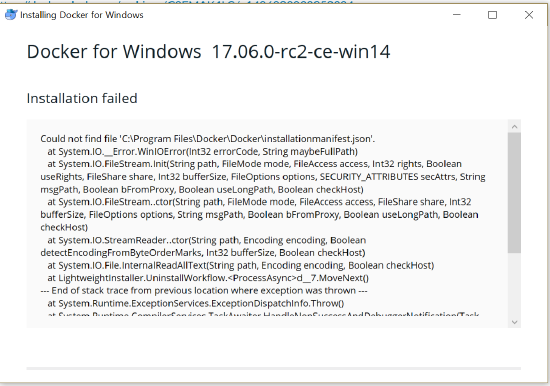 Installing Docker for Windows
Docker for Windows 17.06.0-rc2-ce-win14
Installation failed
Could not find file 'C:\Program Files\Docker\Docker\installationmanifest.json'.
at System.IO.__Error.WinIOError(Int32 errorCode, String maybeFullPath)
at System.IO.FileStream.Init(String path, FileMode mode, FileAccess access, Int32 rights, Boolean
useRights, FileShare share, Int32 bufferSize, FileOptions options, SECURITY_ATTRIBUTES secAttrs, String
msgPath, Boolean bFromProxy, Boolean useLongPath, Boolean checkHost)
at System.IO.FileStream..ctor(String path, FileMode mode, FileAccess access, FileShare share, Int32
bufferSize, FileOptions options, String msgPath, Boolean bFromProxy, Boolean useLongPath, Boolean
checkHost)
at System.IO.StreamReader..ctor(String path, Encoding encoding, Boolean
detectEncodingFromByteOrderMarks, Int32 bufferSize, Boolean checkHost)
at System.IO.File.InternalReadAllText(String path, Encoding encoding, Boolean checkHost)
at LightweightInstaller.UninstallWorkflow.<ProcessAsync>d__7.MoveNext()
--- End of stack trace from previous location where exception was thrown ---
at System.Runtime.ExceptionServices.ExceptionDispatchInfo.Throw()
at System.Runtime.CompilerServices.TaskAwaiter.HandleNonSuccessAndDebuggerNotification(Task